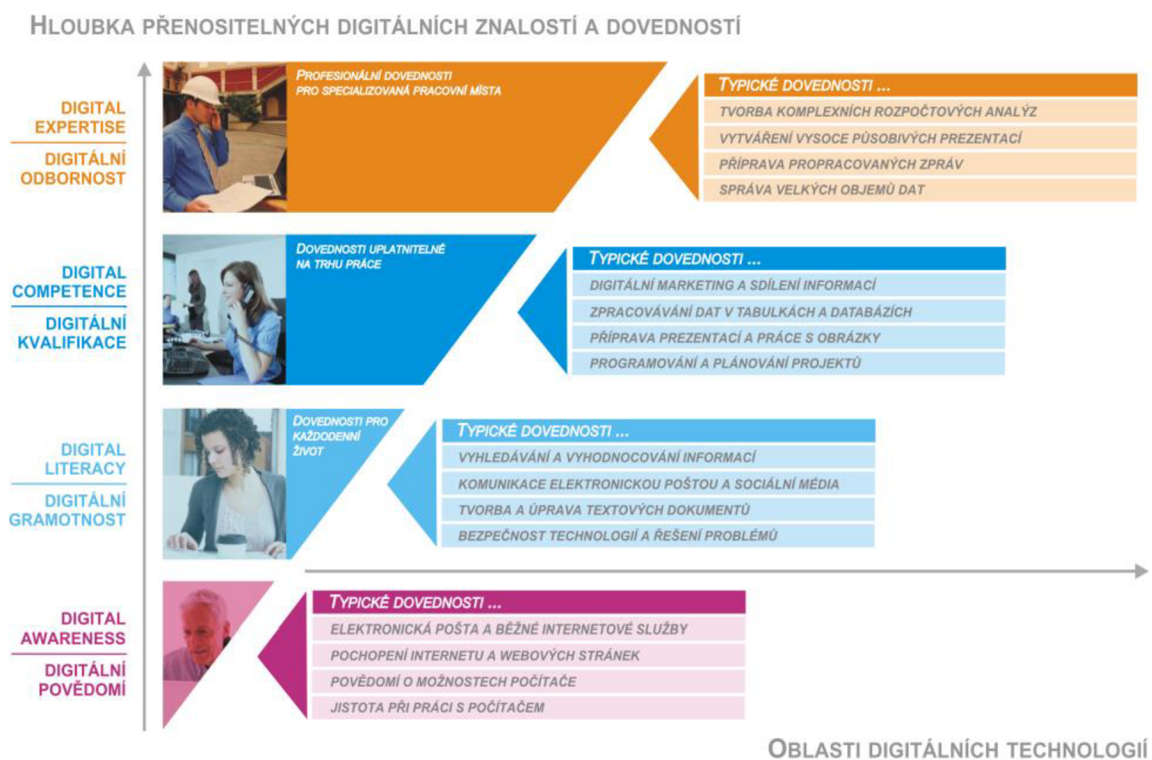 HLOUBKA PŘENOSITELNÝCH DIGITÁLNÍCH ZNALOSTÍ A DOVEDNOSTÍ
DIGITAL
EXPERTISE
DIGITÁLNÍ
ODBORNOST
PROFESIONÁLNÍ DOVEDNOSTI
PRO SPECIALIZOVANÁ PRACOVNÍ MÍSTA
TYPICKÉ DOVEDNOSTI ...
TVORBA KOMPLEXNÍCH ROZPOČTOVÝCH ANALÝZ
VYTVÁŘENÍ VYSOCE PŮSOBIVÝCH PREZENTACÍ
PŘÍPRAVA PROPRACOVANÝCH ZPRÁV
SPRÁVA VELKÝCH OBJEMŮ DAT
DIGITAL
COMPETENCE
DIGITÁLNÍ
KVALIFIKACE
DOVEDNOSTI UPLATNITELNÉ
NA TRHU PRÁCE
TYPICKÉ DOVEDNOSTI ...
DIGITÁLNÍ MARKETING A SDÍLENÍ INFORMACÍ
ZPRACOVÁVÁNÍ DAT V TABULKÁCH A DATABÁZÍCH
PŘÍPRAVA PREZENTACÍ A PRÁCE S OBRÁZKY
PROGRAMOVÁNÍ A PLÁNOVÁNÍ PROJEKTŮ
DIGITAL
LITERACY
DIGITÁLNÍ
GRAMOTNOST
DOVEDNOSTI PRO
KAŽDODENNÍ
ŽIVOT
TYPICKÉ DOVEDNOSTI ...
VYHLEDÁVÁNÍ A VYHODNOCOVÁNÍ INFORMACÍ
KOMUNIKACE ELEKTRONICKOU POŠTOU A SOCIÁLNÍ MÉDIA
TVORBA A ÚPRAVA TEXTOVÝCH DOKUMENTŮ
BEZPEČNOST TECHNOLOGIÍ A ŘEŠENÍ PROBLÉMŮ
DIGITAL
AWARENESS
DIGITÁLNÍ
POVĚDOMÍ
TYPICKÉ DOVEDNOSTI ...
ELEKTRONICKÁ POŠTA A BĚŽNÉ INTERNETOVÉ SLUŽBY
POCHOPENÍ INTERNETU A WEBOVÝCH STRÁNEK
POVĚDOMÍ O MOŽNOSTECH POČÍTAČE
JISTOTA PŘI PRÁCI S POČÍTAČEM
OBLASTI DIGITÁLNÍCH TECHNOLOGIÍ